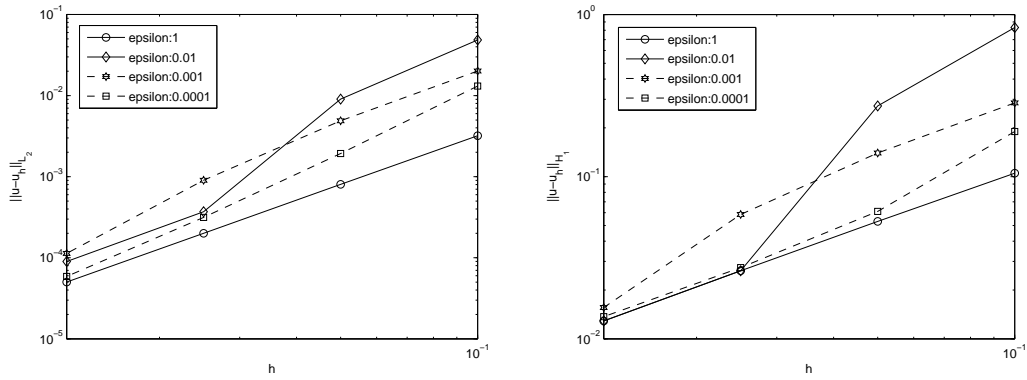 10^-1
10^-2
10^-3
10^-4
10^-5
||u-u_h||_{L_2}
epsilon:1
epsilon:0.01
epsilon:0.001
epsilon:0.0001
10^-1
h
10^0
10^-1
10^-2
||u-u_h||_{H_1}
epsilon:1
epsilon:0.01
epsilon:0.001
epsilon:0.0001
10^-1
h